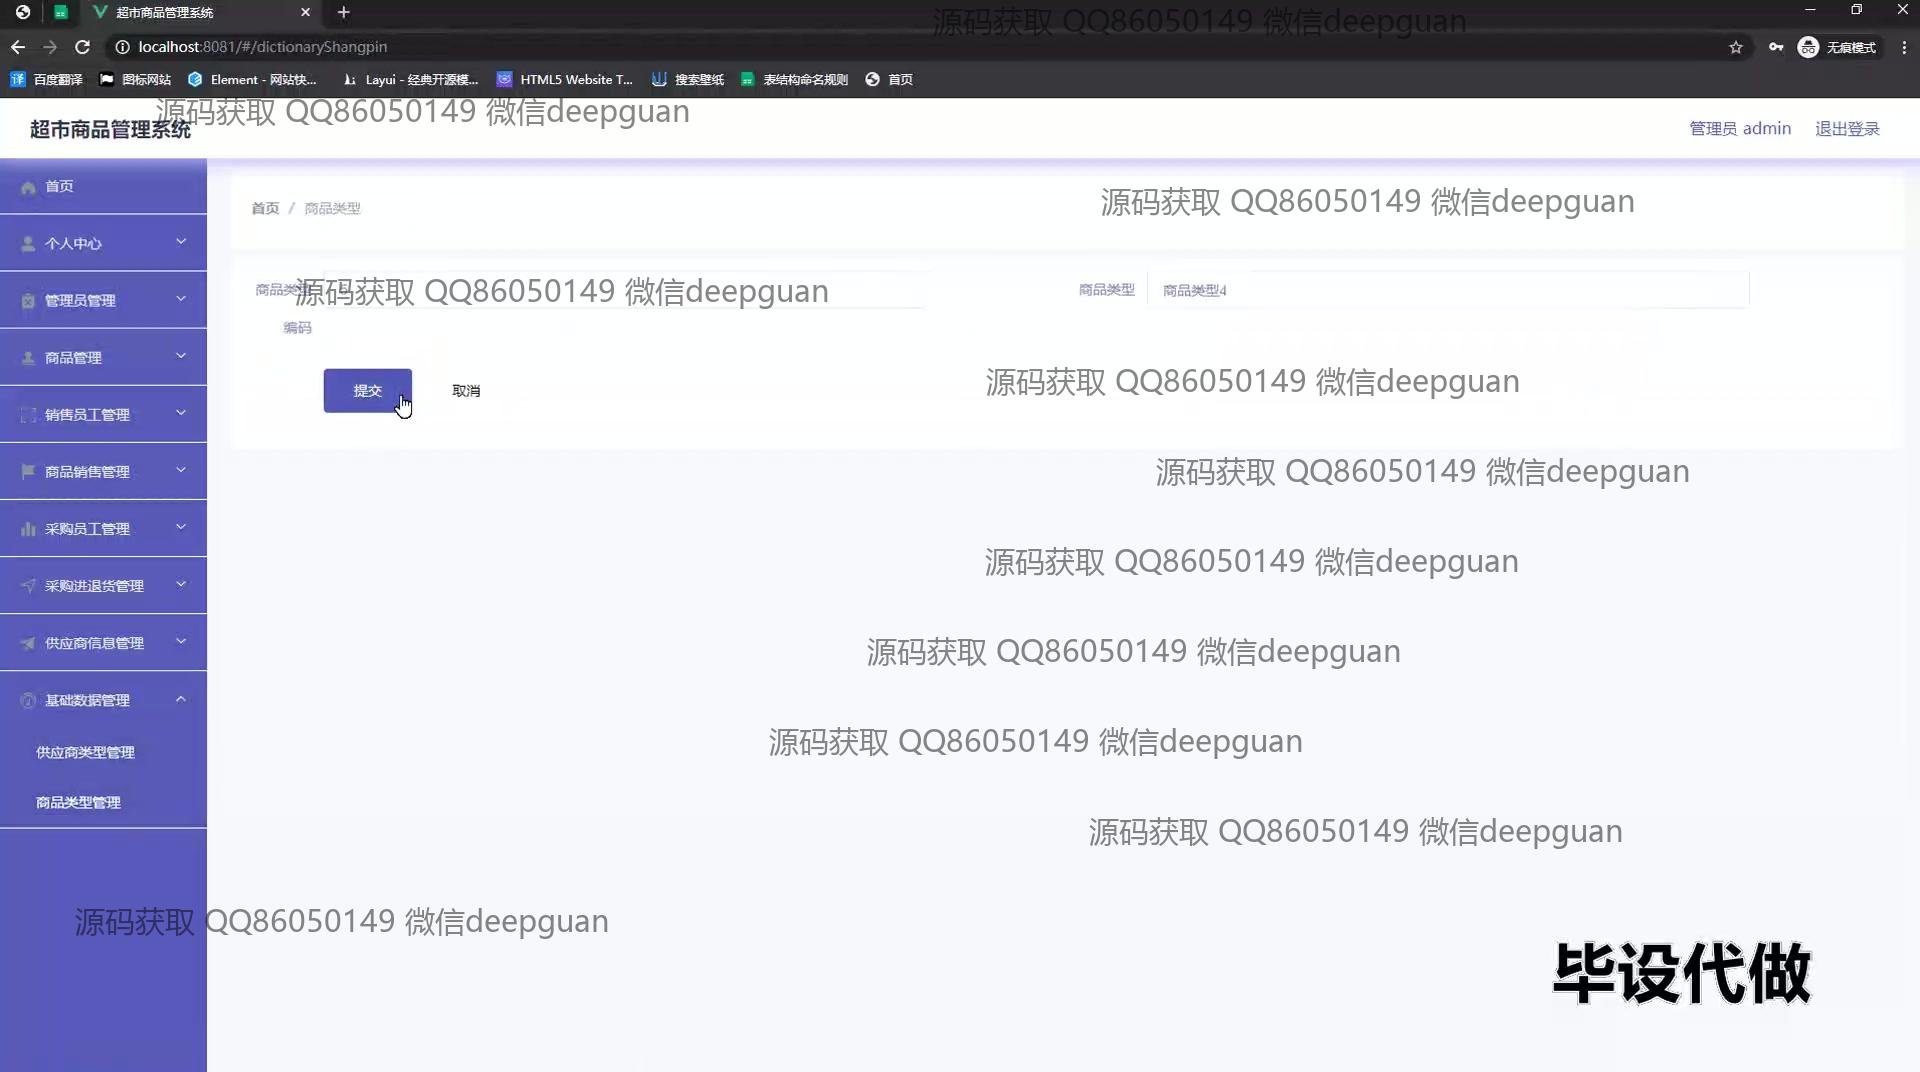 超市商品管理系统
源码获取 QQ86050149 微信deepguan
localhost:8081/#/dictionaryShangpin
无痕模式
百度翻译
图标网站
Element - 网站快...
Layui - 经典开源模...
HTML5 Website T...
搜索壁纸
表结构命名规则
首页
超市商品管理系统
源码获取 QQ86050149 微信deepguan
管理员 admin
退出登录
首页
个人中心
管理员管理
商品管理
销售员工管理
商品销售管理
采购员工管理
采购进退货管理
供应商信息管理
基础数据管理
供应商类型管理
商品类型管理
首页 / 商品类型
源码获取 QQ86050149 微信deepguan
商品类型
编码
源码获取 QQ86050149 微信deepguan
商品类型
商品类型4
提交
取消
源码获取 QQ86050149 微信deepguan
源码获取 QQ86050149 微信deepguan
源码获取 QQ86050149 微信deepguan
源码获取 QQ86050149 微信deepguan
源码获取 QQ86050149 微信deepguan
源码获取 QQ86050149 微信deepguan
源码获取 QQ86050149 微信deepguan
毕设代做